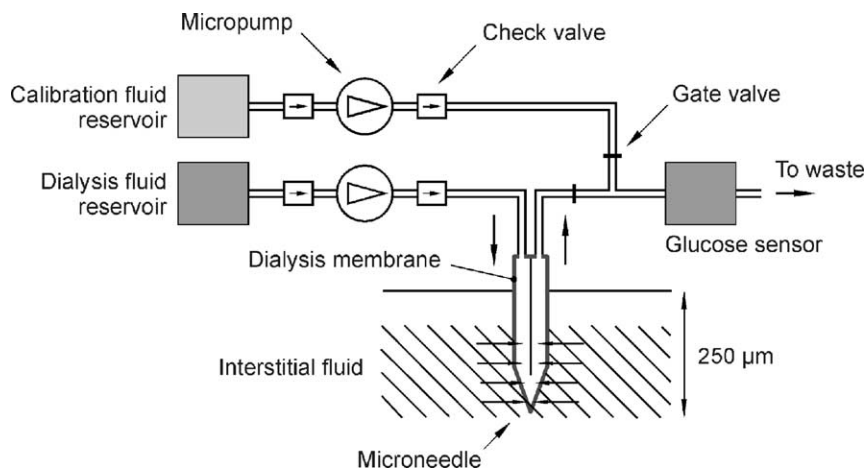 Micropump
Check valve
Calibration fluid
reservoir
Gate valve
Dialysis fluid
reservoir
To waste
Glucose sensor
Dialysis membrane
Interstitial fluid
250 µm
Microneedle